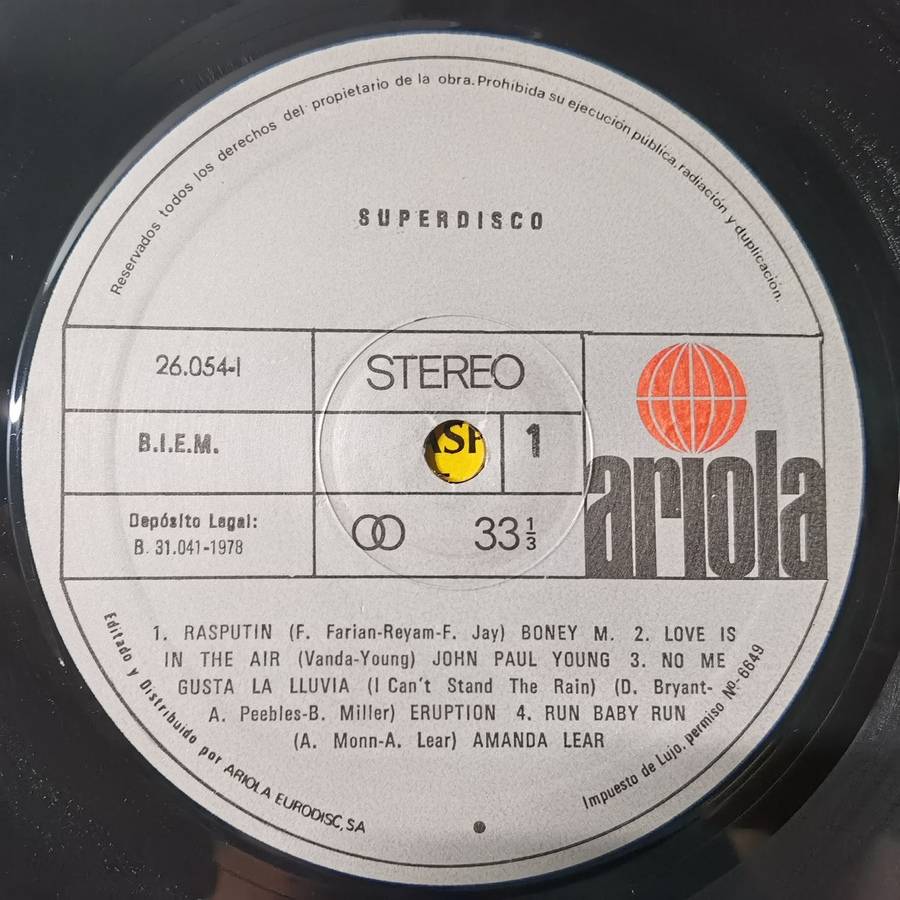 Reservados todos los derechos del propietario de la obra. Prohibida su ejecución pública, radiación y duplicación.
SUPERDISCO
26.054-I
STEREO
B.I.E.M.
ASP
1
Depósito Legal:
B. 31.041-1978
33 1/3
ariola
1. RASPUTIN (F. Farian-Reyam-F. Jay) BONEY M. 2. LOVE IS
IN THE AIR (Vanda-Young) JOHN PAUL YOUNG 3. NO ME
GUSTA LA LLUVIA (I Can't Stand The Rain) (D. Bryant-
A. Peebles-B. Miller) ERUPTION 4. RUN BABY RUN
(A. Monn-A. Lear) AMANDA LEAR
Editado y Distribuido por ARIOLA EURODISC, SA
Impuesto de Lujo, permiso Nº-6649